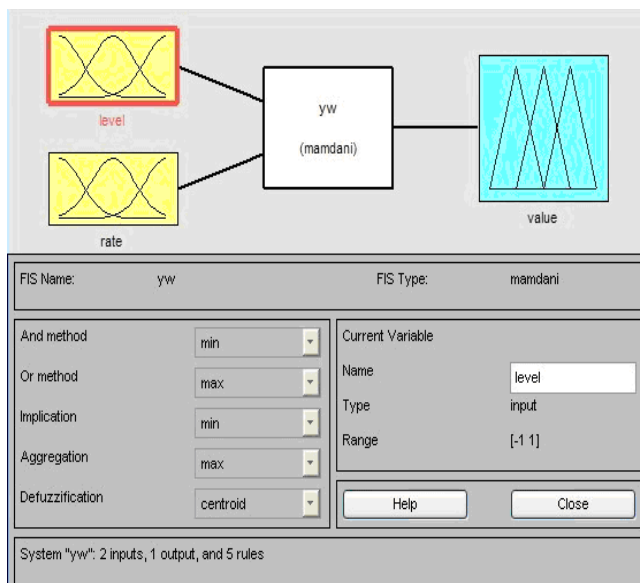 level
rate
yw
(mamdani)
value
FIS Name: yw FIS Type: mamdani
And method min
Or method max
Implication min
Aggregation max
Defuzzification centroid
Current Variable
Name level
Type input
Range [-1 1]
Help Close
System "yw": 2 inputs, 1 output, and 5 rules